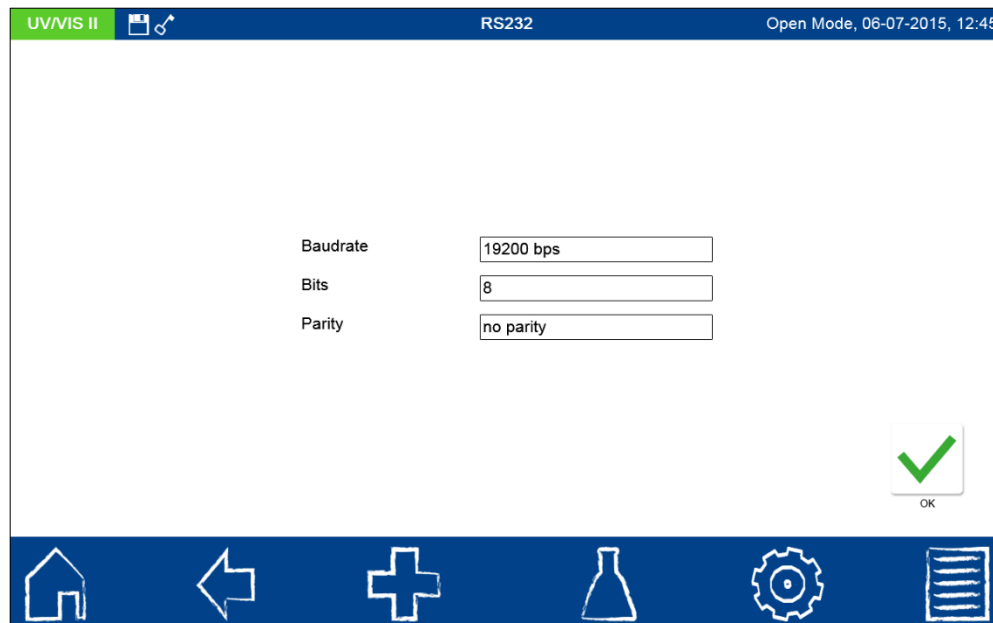 UV/VIS II RS232 Open Mode, 06-07-2015, 12:45
Baudrate 19200 bps
Bits 8
Parity no parity
OK